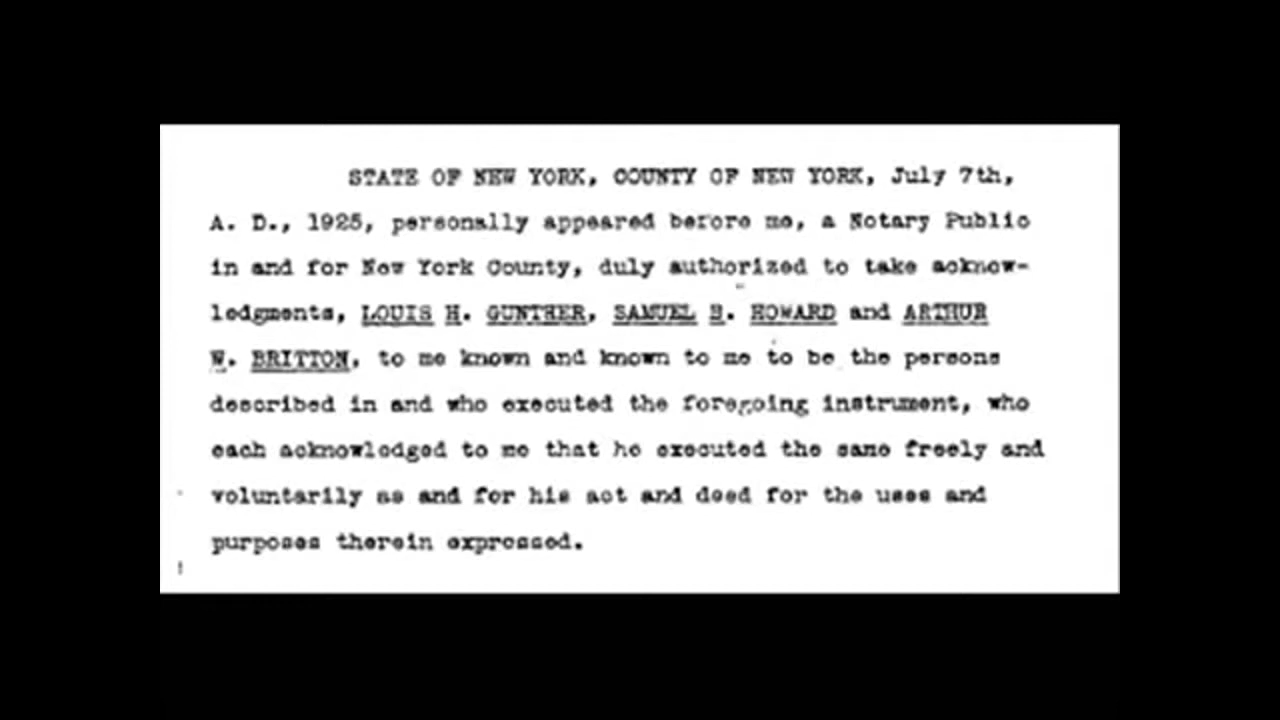 STATE OF NEW YORK, COUNTY OF NEW YORK, July 7th,
A. D., 1925, personally appeared before me, a Notary Public
in and for New York County, duly authorized to take acknow-
ledgments, LOUIS H. GUNTHER, SAMUEL B. HOWARD and ARTHUR
W. BRITTON, to me known and known to me to be the persons
described in and who executed the foregoing instrument, who
each acknowledged to me that he executed the same freely and
voluntarily as and for his act and deed for the uses and
purposes therein expressed.